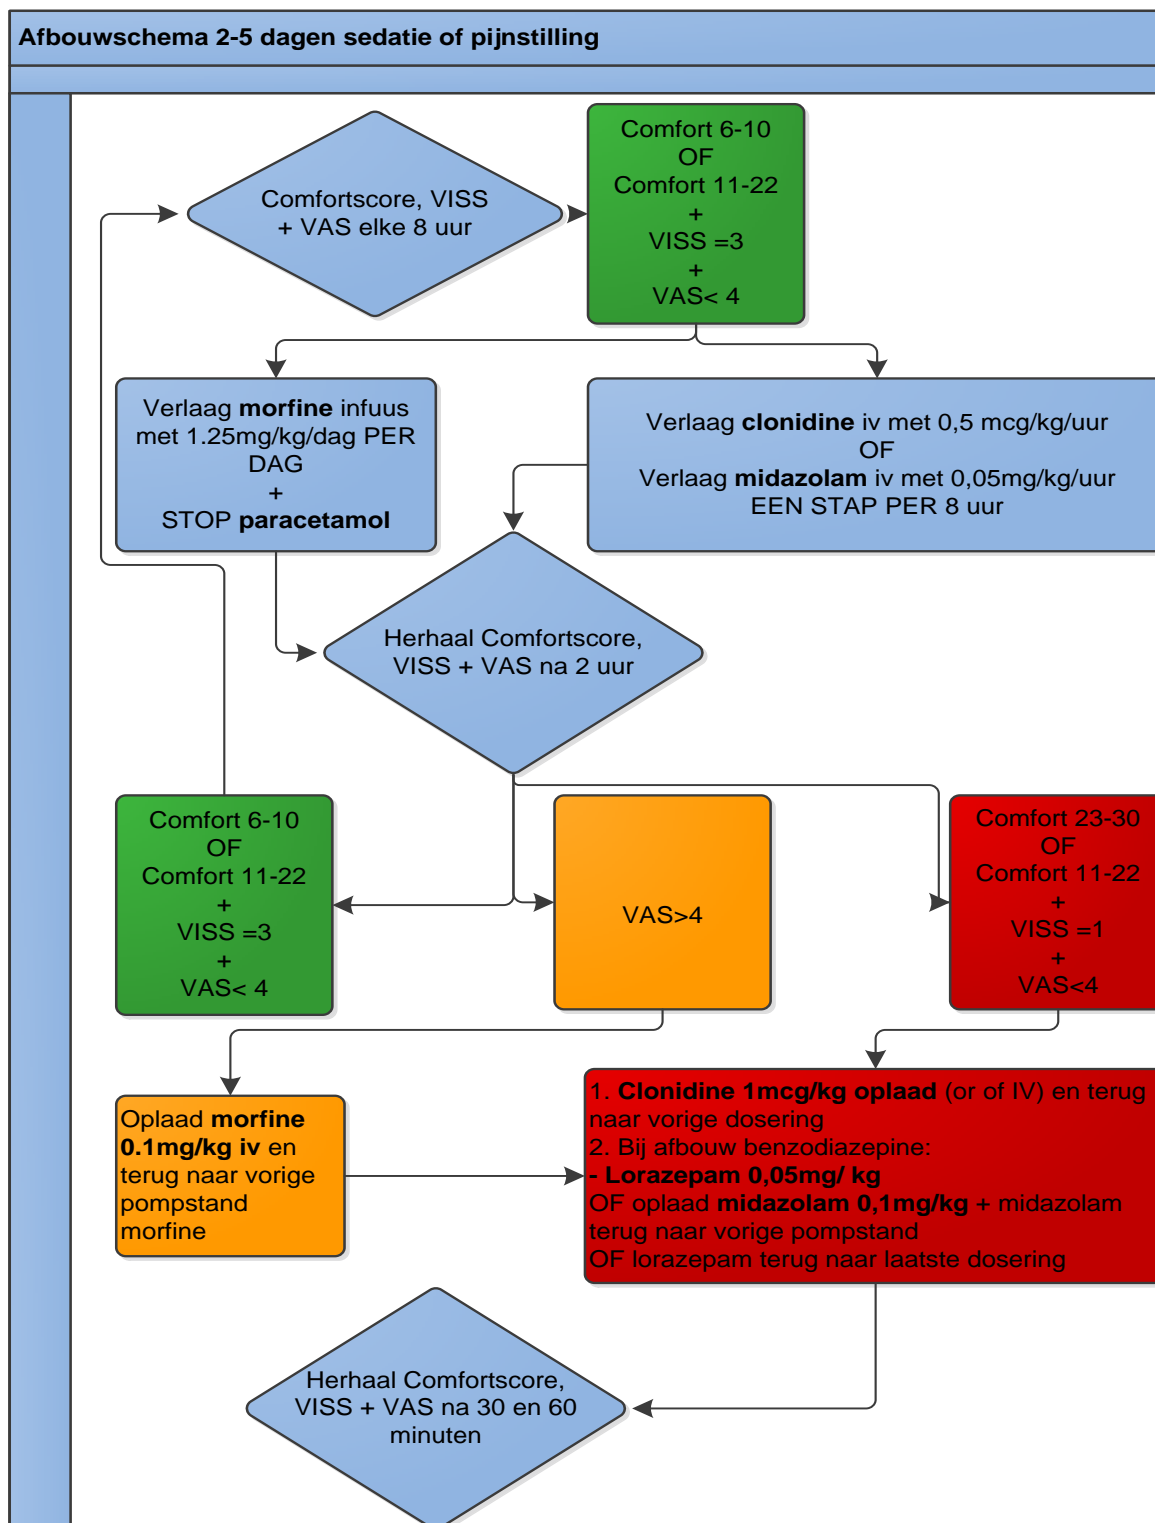 Afbouwschema 2-5 dagen sedatie of pijnstilling
Comfortscore, VISS
+ VAS elke 8 uur
Comfort 6-10
OF
Comfort 11-22
+
VISS =3
+
VAS< 4
Verlaag morfine infuus
met 1.25mg/kg/dag PER
DAG
+
STOP paracetamol
Verlaag clonidine iv met 0,5 mcg/kg/uur
OF
Verlaag midazolam iv met 0,05mg/kg/uur
EEN STAP PER 8 uur
Herhaal Comfortscore,
VISS + VAS na 2 uur
Comfort 6-10
OF
Comfort 11-22
+
VISS =3
+
VAS< 4
VAS>4
Comfort 23-30
OF
Comfort 11-22
+
VISS =1
+
VAS<4
Oplaad morfine
0.1mg/kg iv en
terug naar vorige
pompstand
morfine
1. Clonidine 1mcg/kg oplaad (or of IV) en terug
naar vorige dosering
2. Bij afbouw benzodiazepine:
- Lorazepam 0,05mg/ kg
OF oplaad midazolam 0,1mg/kg + midazolam
terug naar vorige pompstand
OF lorazepam terug naar laatste dosering
Herhaal Comfortscore,
VISS + VAS na 30 en 60
minuten